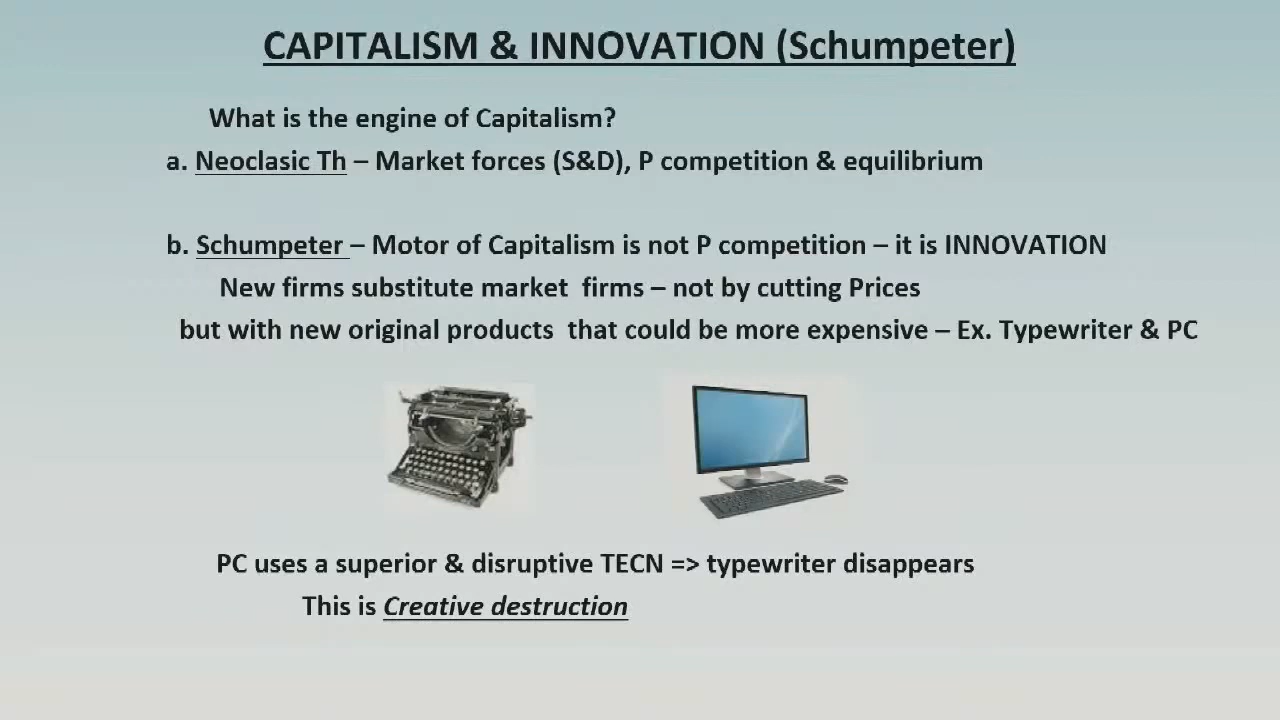 CAPITALISM & INNOVATION (Schumpeter)
What is the engine of Capitalism?
a. Neoclasic Th – Market forces (S&D), P competition & equilibrium
b. Schumpeter – Motor of Capitalism is not P competition – it is INNOVATION
New firms substitute market firms – not by cutting Prices
but with new original products that could be more expensive – Ex. Typewriter & PC
PC uses a superior & disruptive TECN => typewriter disappears
This is Creative destruction